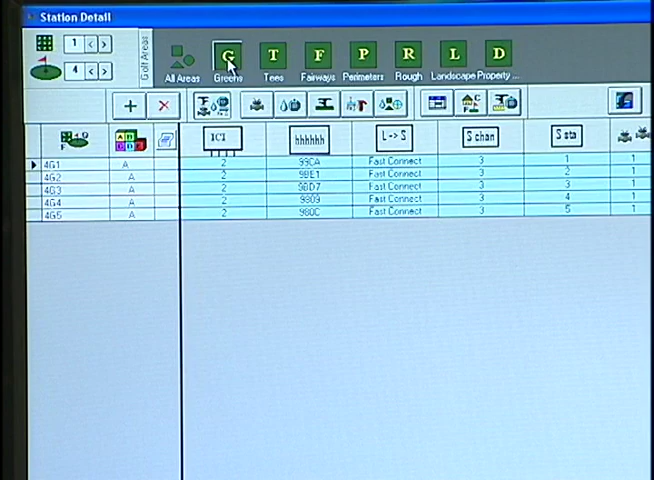 Station Detail
1 < >
4 < >
Golf Areas
G T F P R L D
All Areas Greens Tees Fairways Perimeters Rough Landscape Property ...
ICI hhhhhh L -> S S chan S sta
4G1 A 2 99CA Fast Connect 3 1 1
4G2 A 2 9BE1 Fast Connect 3 2 1
4G3 A 2 9BD7 Fast Connect 3 3 1
4G4 A 2 9809 Fast Connect 3 4 1
4G5 A 2 980C Fast Connect 3 5 1